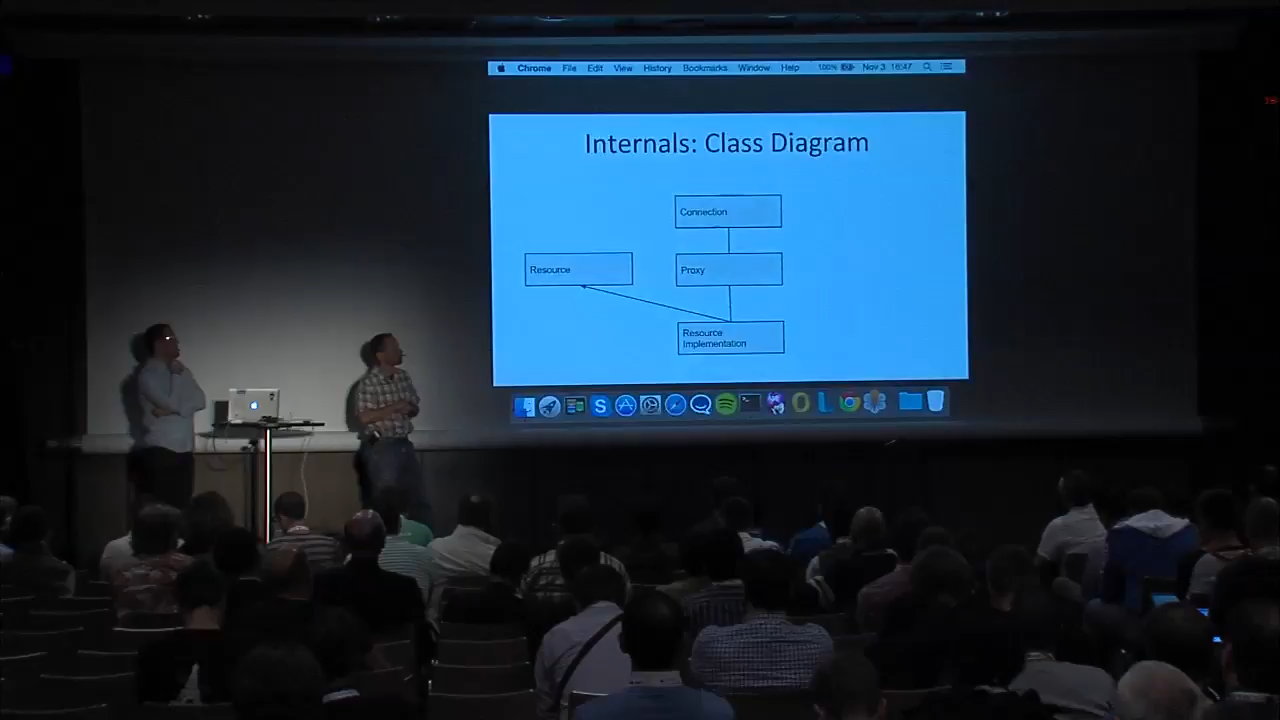 Chrome File Edit View History Bookmarks Window Help 100% Nov 3 16:47
Internals: Class Diagram
Connection
Resource
Proxy
Resource
Implementation